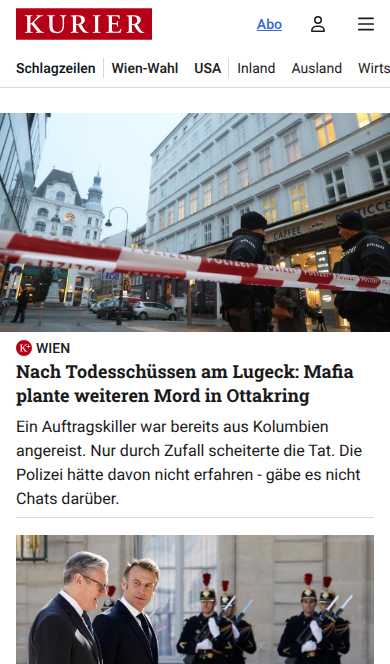 KURIER
Abo
Schlagzeilen
Wien-Wahl
USA
Inland
Ausland
Wirts
POLIZEI
CAFFE
K+ WIEN
Nach Todesschüssen am Lugeck: Mafia
plante weiteren Mord in Ottakring
Ein Auftragskiller war bereits aus Kolumbien
angereist. Nur durch Zufall scheiterte die Tat. Die
Polizei hätte davon nicht erfahren - gäbe es nicht
Chats darüber.